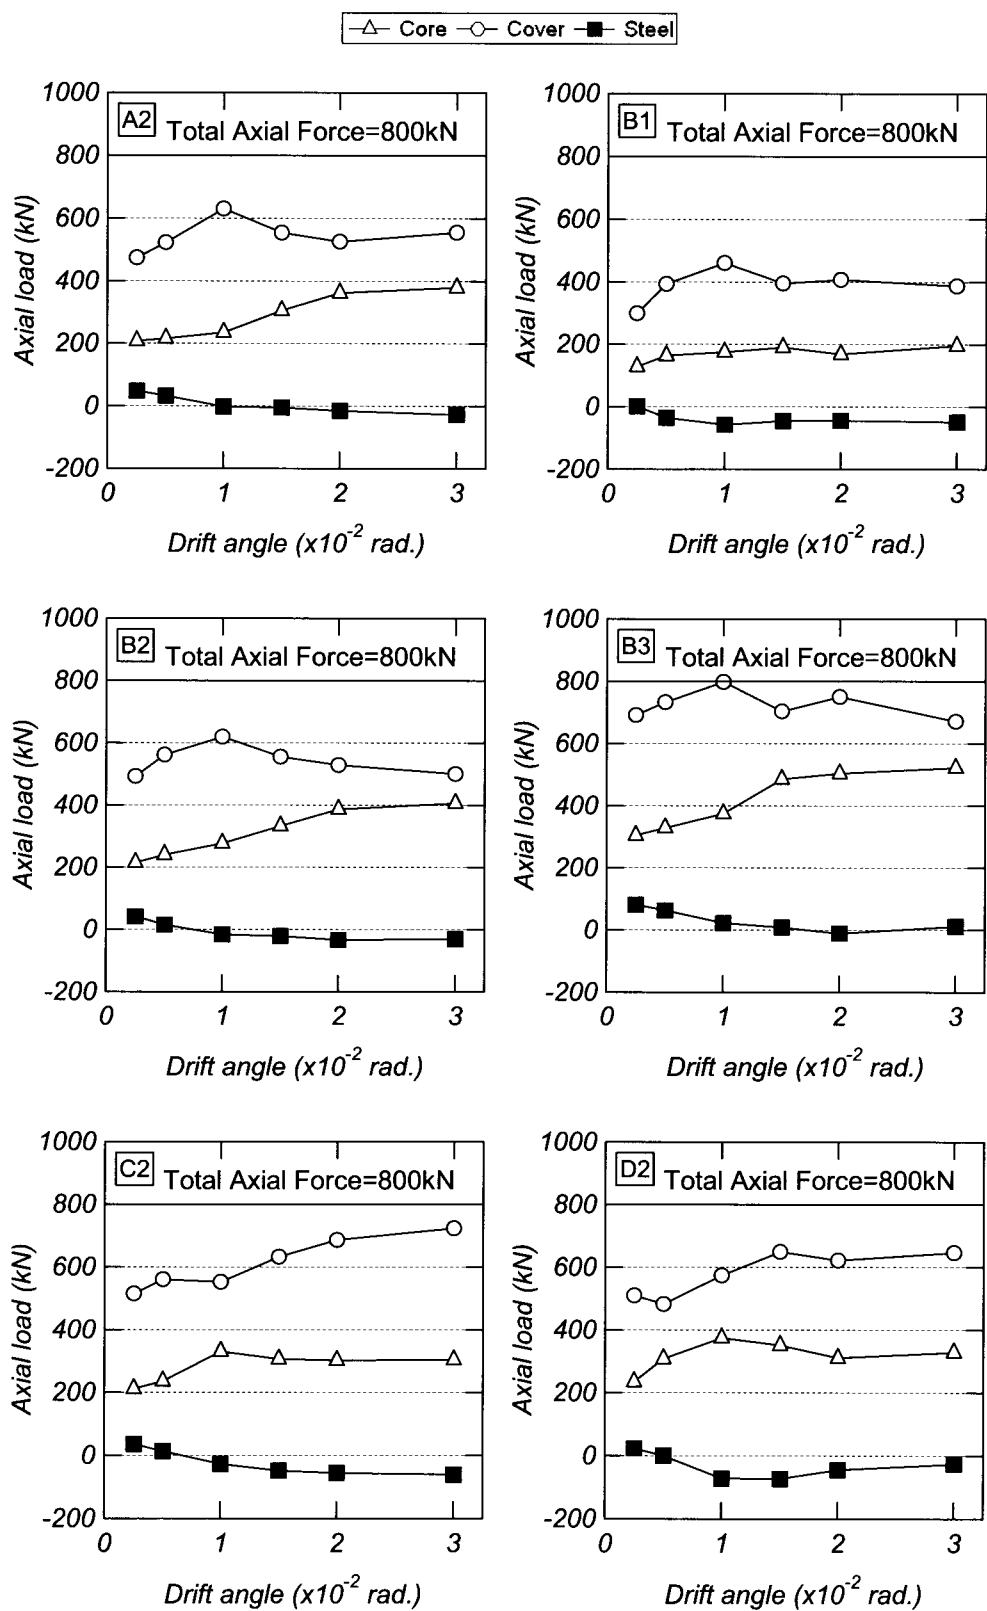 Core Cover Steel
A2 Total Axial Force=800kN
1000
800
600
400
200
0
-200
Axial load (kN)
0 1 2 3
Drift angle (x10-2 rad.)
B1 Total Axial Force=800kN
1000
800
600
400
200
0
-200
Axial load (kN)
0 1 2 3
Drift angle (x10-2 rad.)
B2 Total Axial Force=800kN
1000
800
600
400
200
0
-200
Axial load (kN)
0 1 2 3
Drift angle (x10-2 rad.)
B3 Total Axial Force=800kN
1000
800
600
400
200
0
-200
Axial load (kN)
0 1 2 3
Drift angle (x10-2 rad.)
C2 Total Axial Force=800kN
1000
800
600
400
200
0
-200
Axial load (kN)
0 1 2 3
Drift angle (x10-2 rad.)
D2 Total Axial Force=800kN
1000
800
600
400
200
0
-200
Axial load (kN)
0 1 2 3
Drift angle (x10-2 rad.)